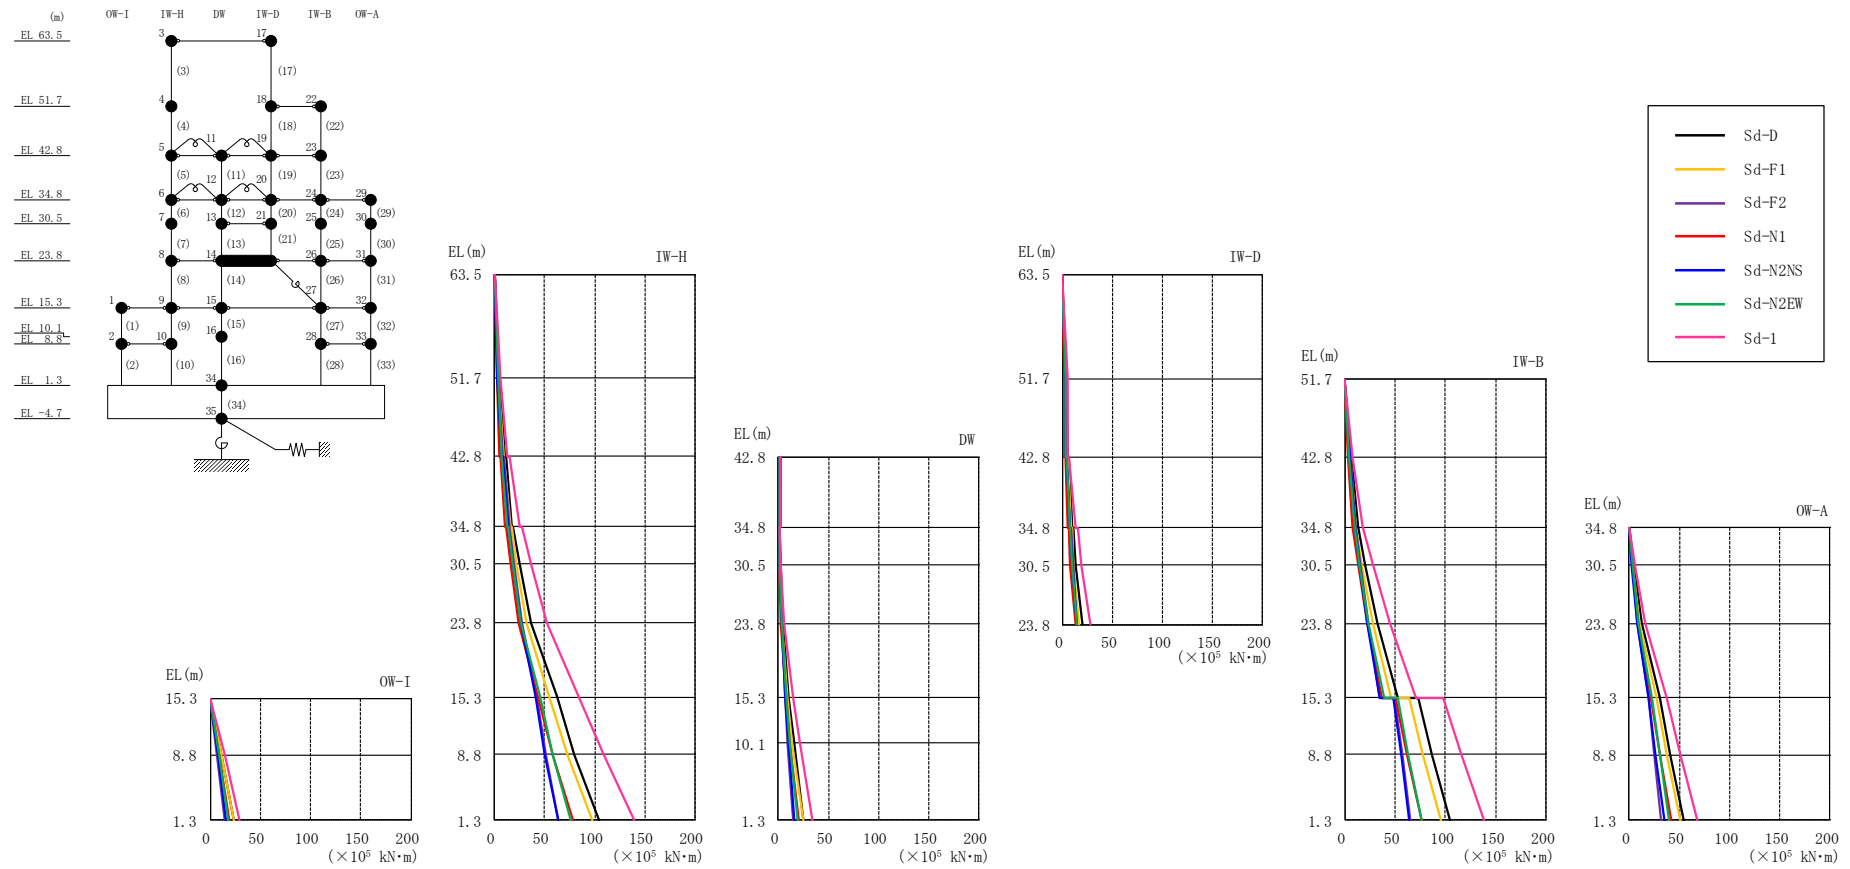 (m)
OW-I IW-H DW IW-D IW-B OW-A
EL 63.5
EL 51.7
EL 42.8
EL 34.8
EL 30.5
EL 23.8
EL 15.3
EL 10.1
EL 8.8
EL 1.3
EL -4.7
3 17
(3) (17)
4 18 22
(4) (18) (22)
5 11 19 23
(5) (11) (19) (23)
6 12 20 24 29
(6) (12) (20) (24) (29)
7 13 21 25 30
(7) (13) (21) (25) (30)
8 14 26 31
(8) (14) (26) (31)
1 9 15 27 32
(1) (9) (15) (27) (32)
2 10 16 28 33
(2) (10) (16) (28) (33)
34
(34)
35
EL(m)
OW-I
15.3
8.8
1.3
0 50 100 150 200
(×10⁵ kN·m)
EL(m)
IW-H
63.5
51.7
42.8
34.8
30.5
23.8
15.3
8.8
1.3
0 50 100 150 200
(×10⁵ kN·m)
EL(m)
DW
42.8
34.8
30.5
23.8
15.3
10.1
1.3
0 50 100 150 200
(×10⁵ kN·m)
EL(m)
IW-D
63.5
51.7
42.8
34.8
30.5
23.8
0 50 100 150 200
(×10⁵ kN·m)
EL(m)
IW-B
51.7
42.8
34.8
30.5
23.8
15.3
8.8
1.3
0 50 100 150 200
(×10⁵ kN·m)
EL(m)
OW-A
34.8
30.5
23.8
15.3
8.8
1.3
0 50 100 150 200
(×10⁵ kN·m)
Sd-D
Sd-F1
Sd-F2
Sd-N1
Sd-N2NS
Sd-N2EW
Sd-1